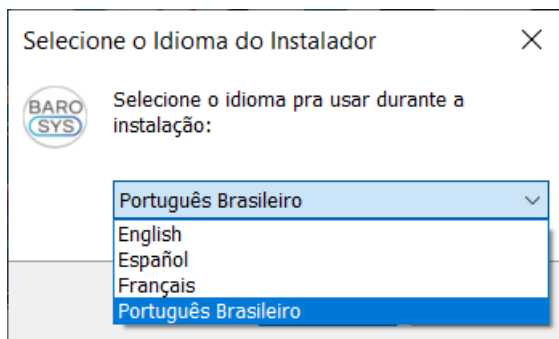 Selecione o Idioma do Instalador
BARO
SYS
Selecione o idioma pra usar durante a
instalação:
Português Brasileiro
English
Español
Français
Português Brasileiro